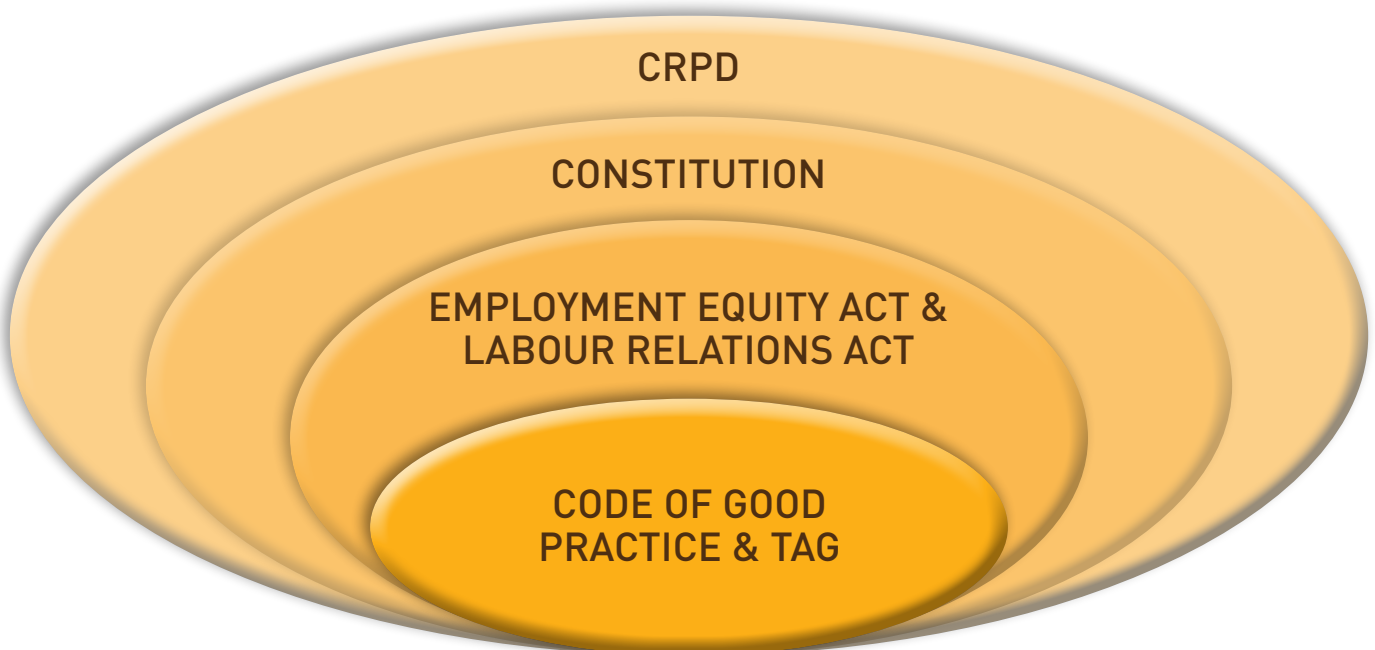 CRPD
CONSTITUTION
EMPLOYMENT EQUITY ACT &
LABOUR RELATIONS ACT
CODE OF GOOD
PRACTICE & TAG